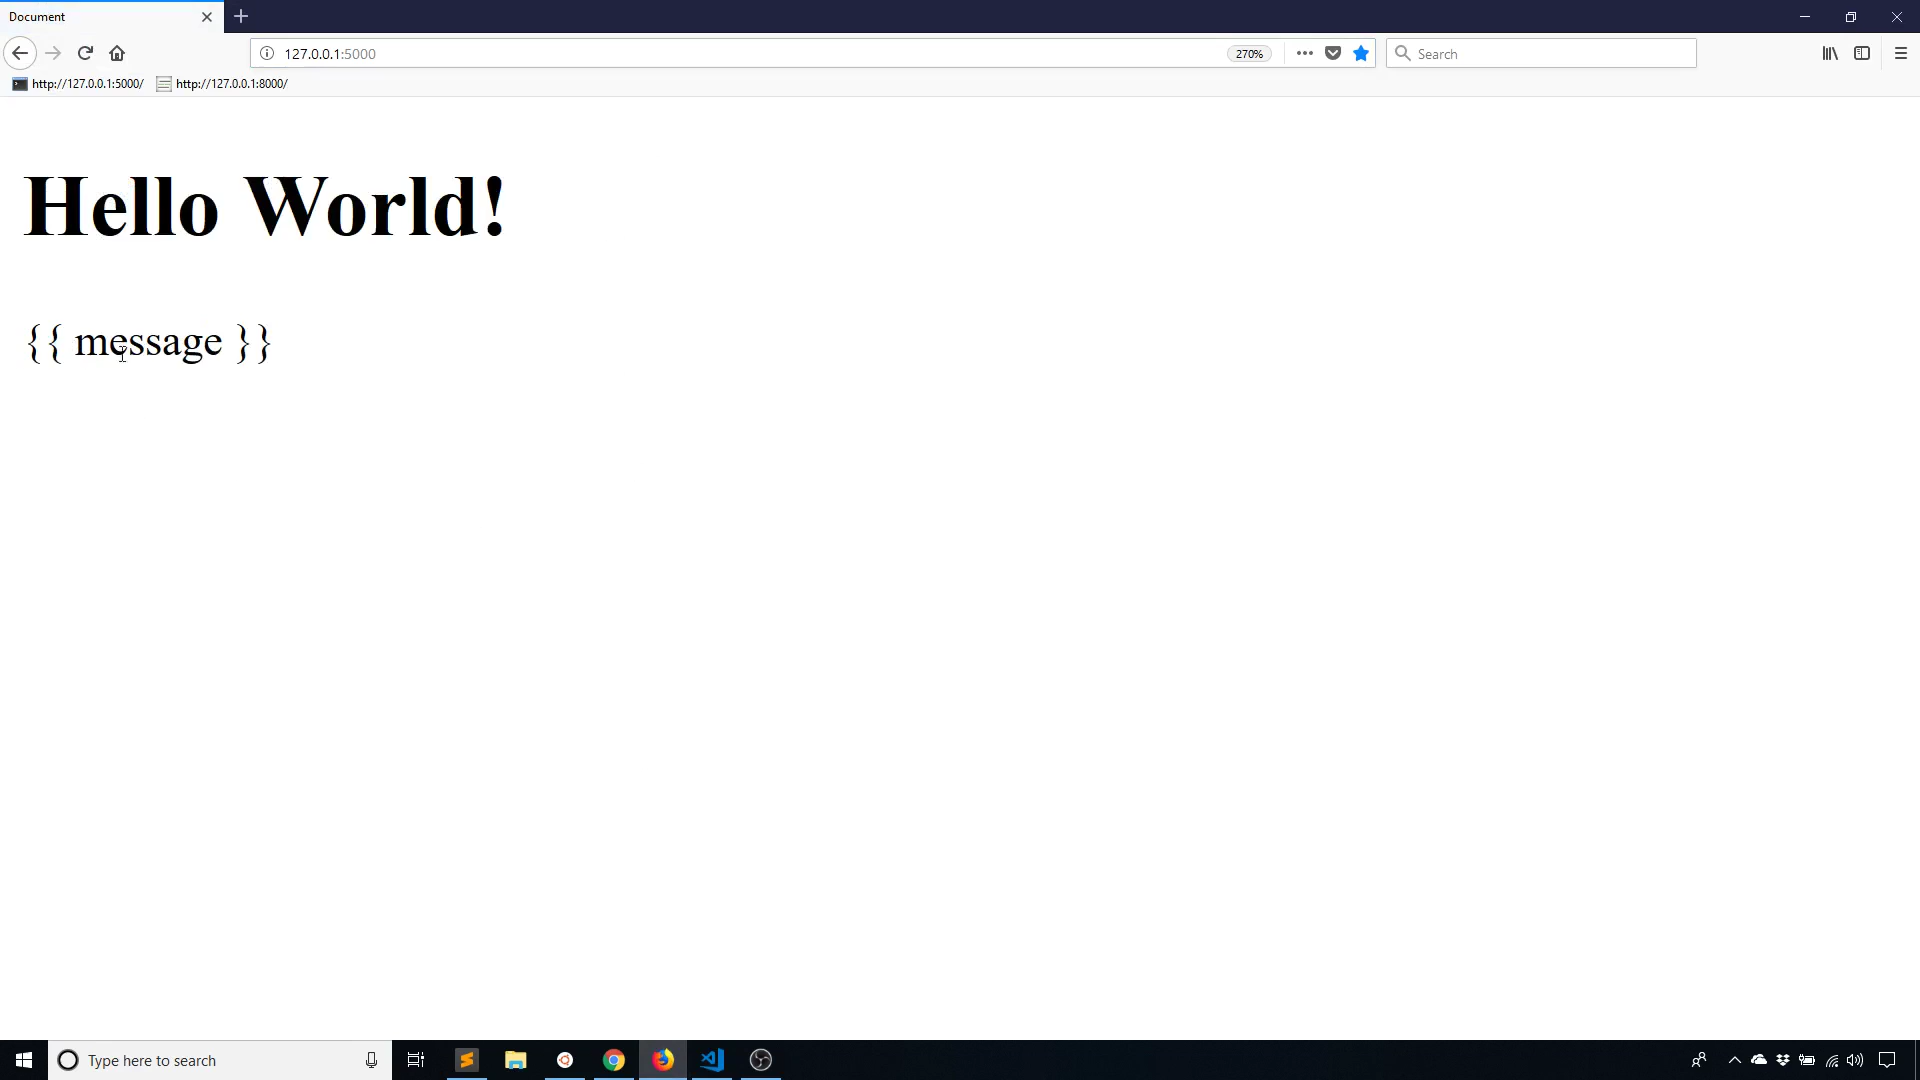 Document
127.0.0.1:5000
270%
Search
http://127.0.0.1:5000/ http://127.0.0.1:8000/
Hello World!
{{ message }}
Type here to search